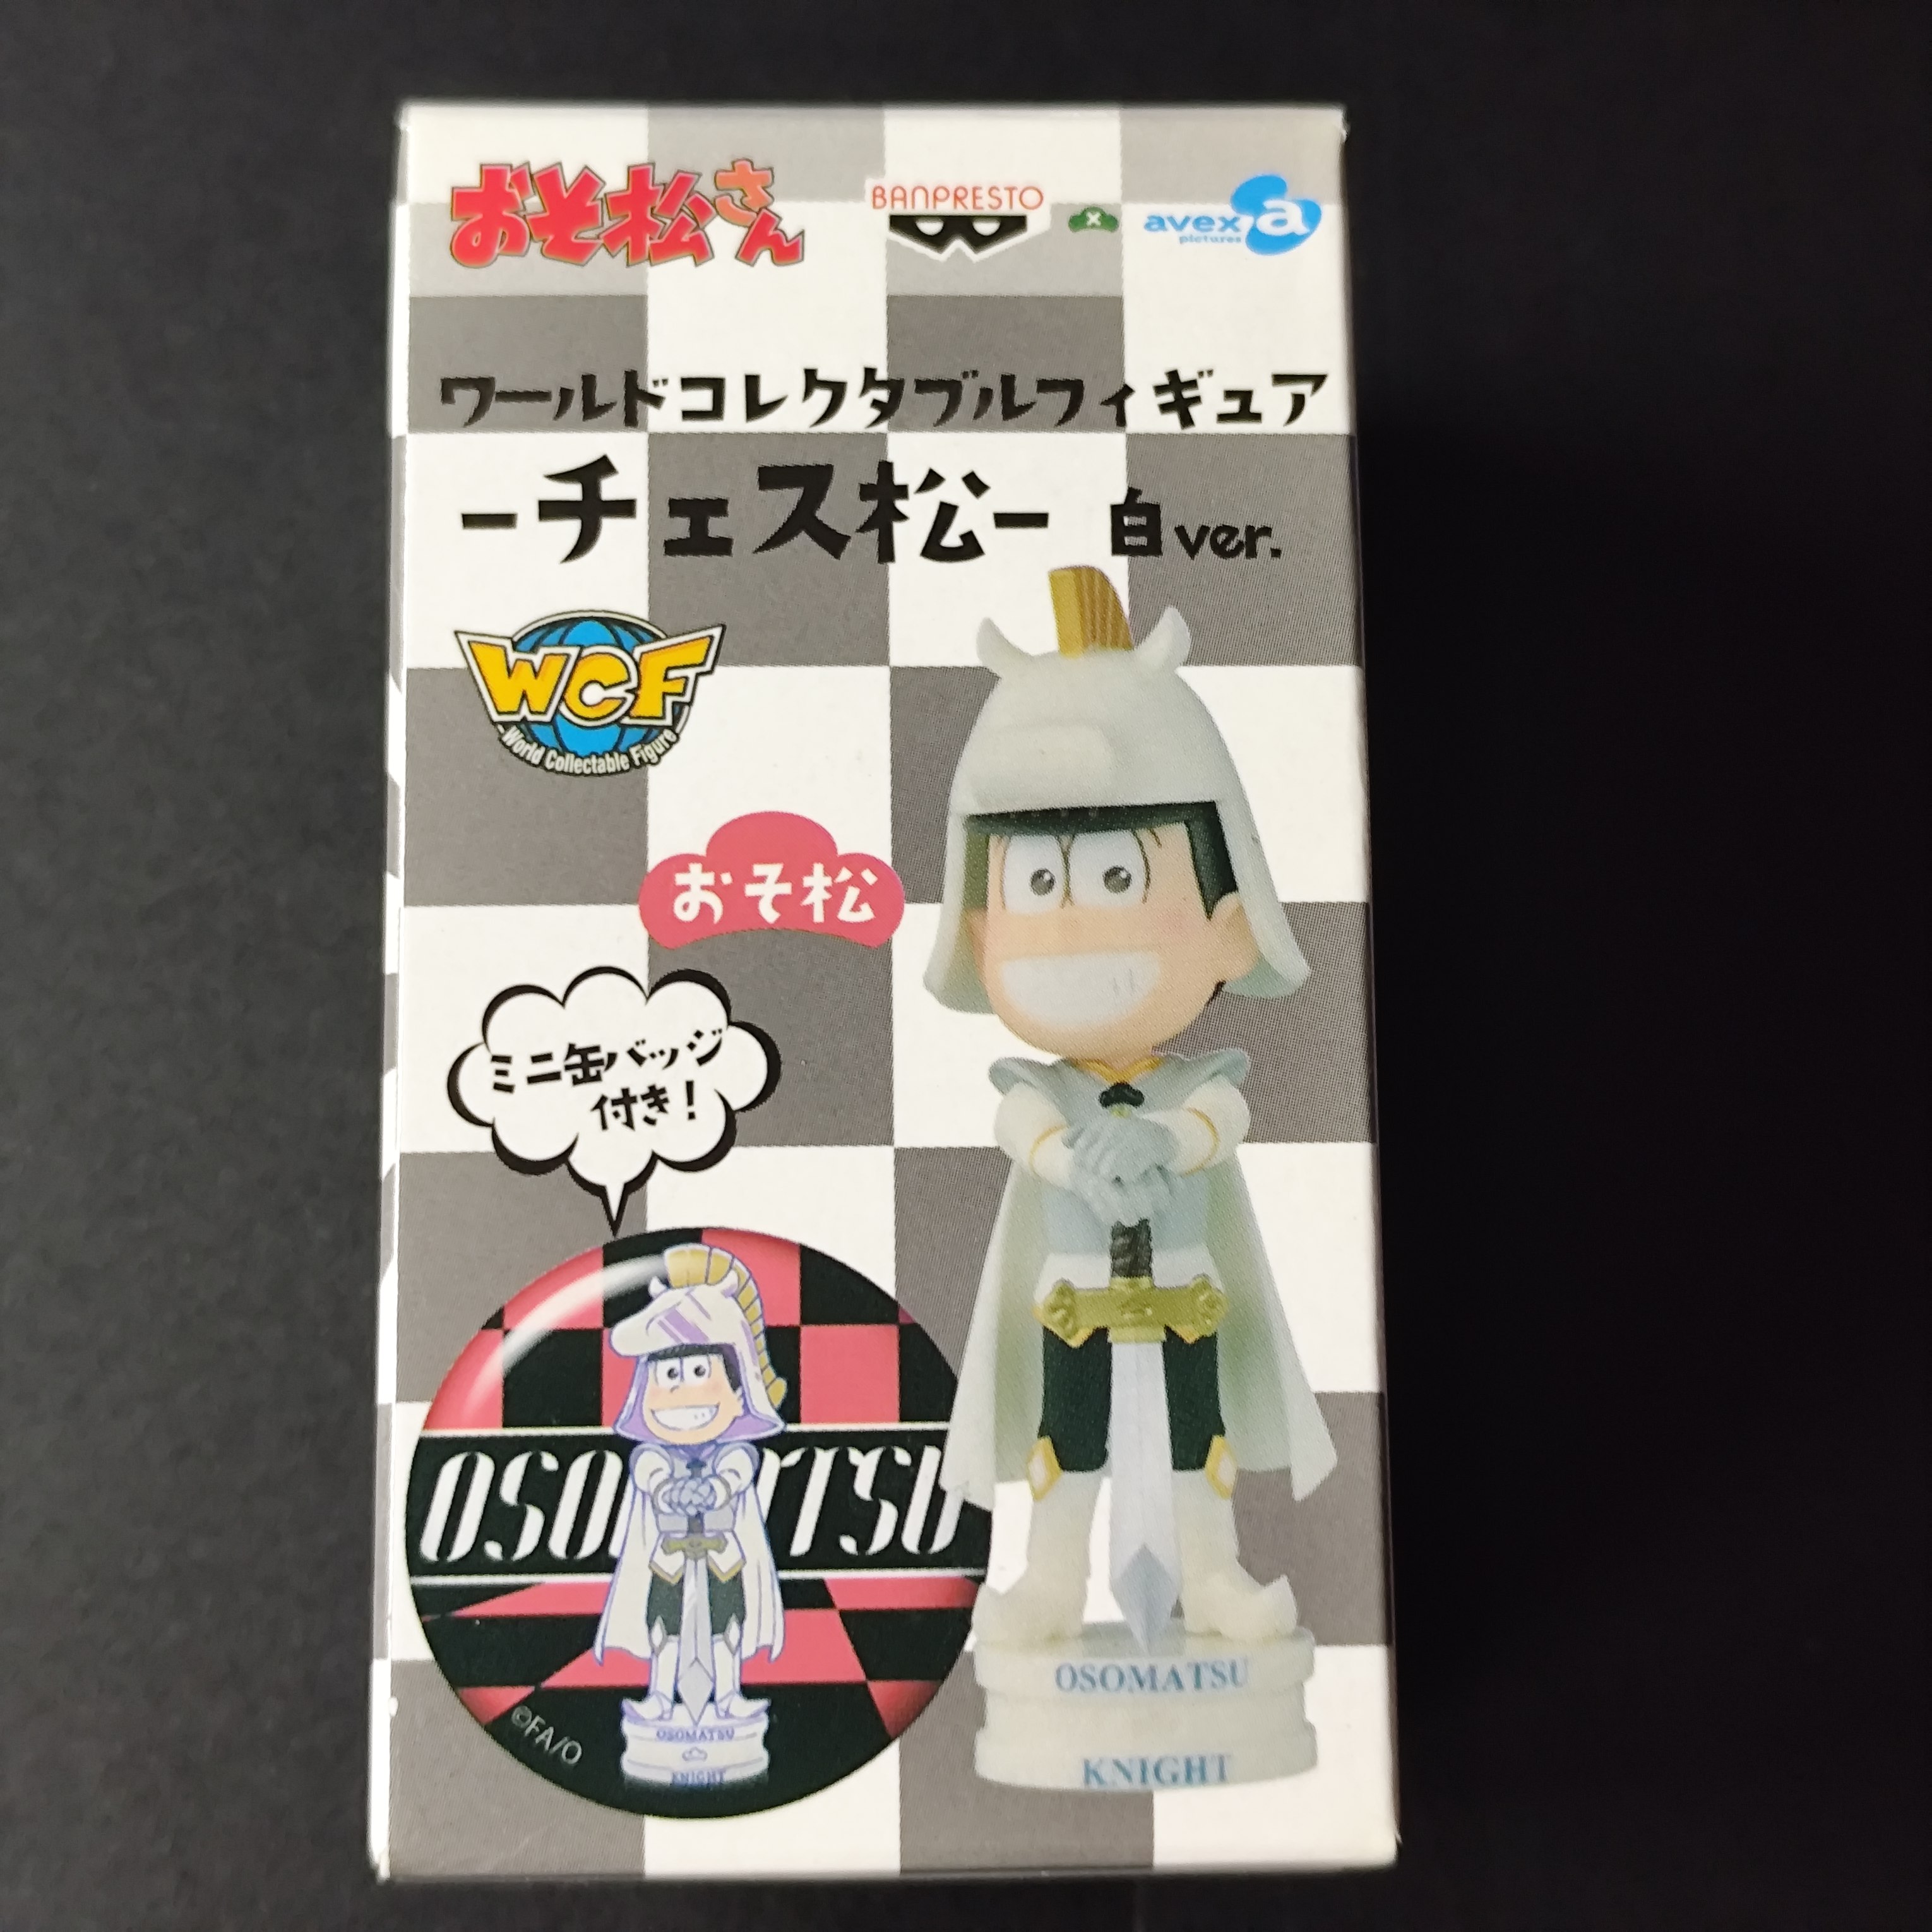 おそ松さん
BANPRESTO
x
avex
pictures
a
ワールドコレクタブルフィギュア
-チェス松- 白ver.
WCF
World Collectable Figure
おそ松
ミニ缶バッジ
付き!
OSO TSU
OSOMATSU
KNIGHT
©FA/O
OSOMATSU
KNIGHT